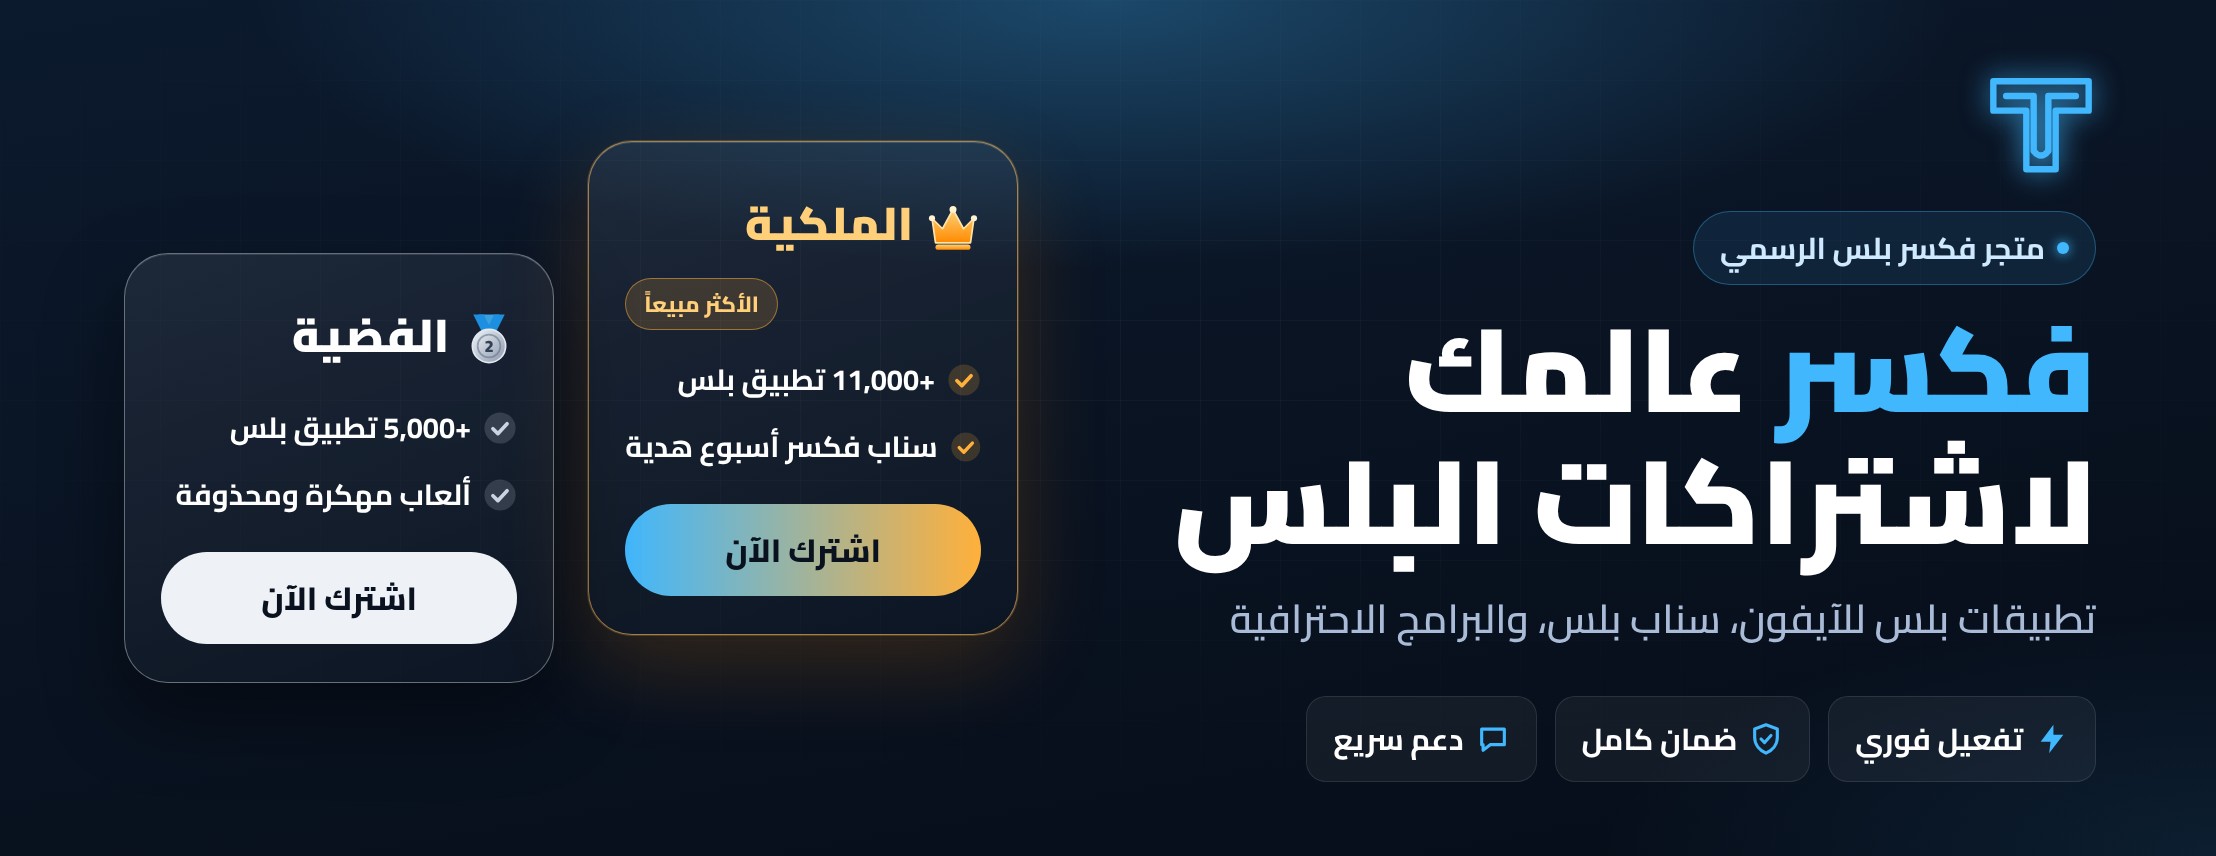 T
متجر فكسر بلس الرسمي
فكسر عالمك
لاشتراكات البلس
تطبيقات بلس للآيفون، سناب بلس، والبرامج الاحترافية
تفعيل فوري
ضمان كامل
دعم سريع
الملكية
الأكثر مبيعاً
+11,000 تطبيق بلس
سناب فكسر أسبوع هدية
اشترك الآن
2 الفضية
+5,000 تطبيق بلس
ألعاب مهكرة ومحذوفة
اشترك الآن